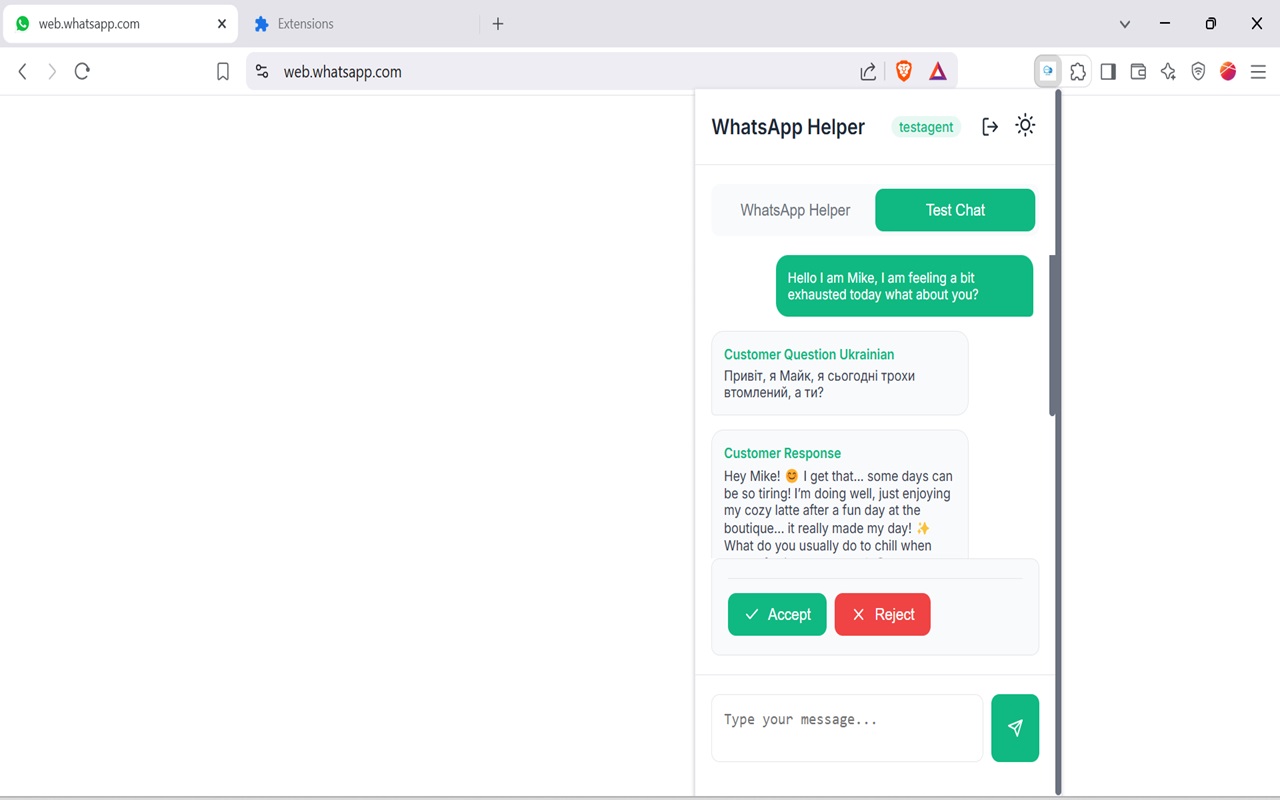 web.whatsapp.com
Extensions
web.whatsapp.com
WhatsApp Helper
testagent
WhatsApp Helper
Test Chat
Hello I am Mike, I am feeling a bit
exhausted today what about you?
Customer Question Ukrainian
Привіт, я Майк, я сьогодні трохи
втомлений, а ти?
Customer Response
Hey Mike! 😊 I get that... some days can
be so tiring! I'm doing well, just enjoying
my cozy latte after a fun day at the
boutique... it really made my day! ✨
What do you usually do to chill when
Accept
Reject
Type your message...